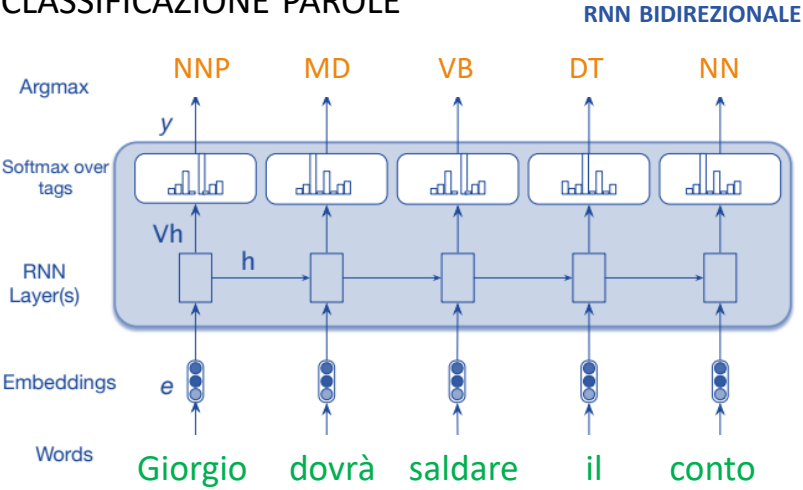 CLASSIFICAZIONE PAROLE
RNN BIDIREZIONALE
Argmax
NNP MD VB DT NN
y
Softmax over
tags
Vh
h
RNN
Layer(s)
Embeddings e
Words
Giorgio dovrà saldare il conto